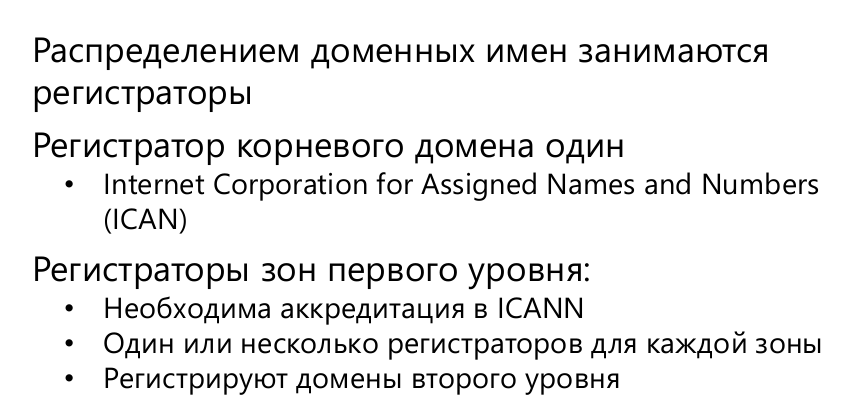 Распределением доменных имен занимаются
регистраторы
Регистратор корневого домена один
• Internet Corporation for Assigned Names and Numbers
(ICAN)
Регистраторы зон первого уровня:
• Необходима аккредитация в ICANN
• Один или несколько регистраторов для каждой зоны
• Регистрируют домены второго уровня